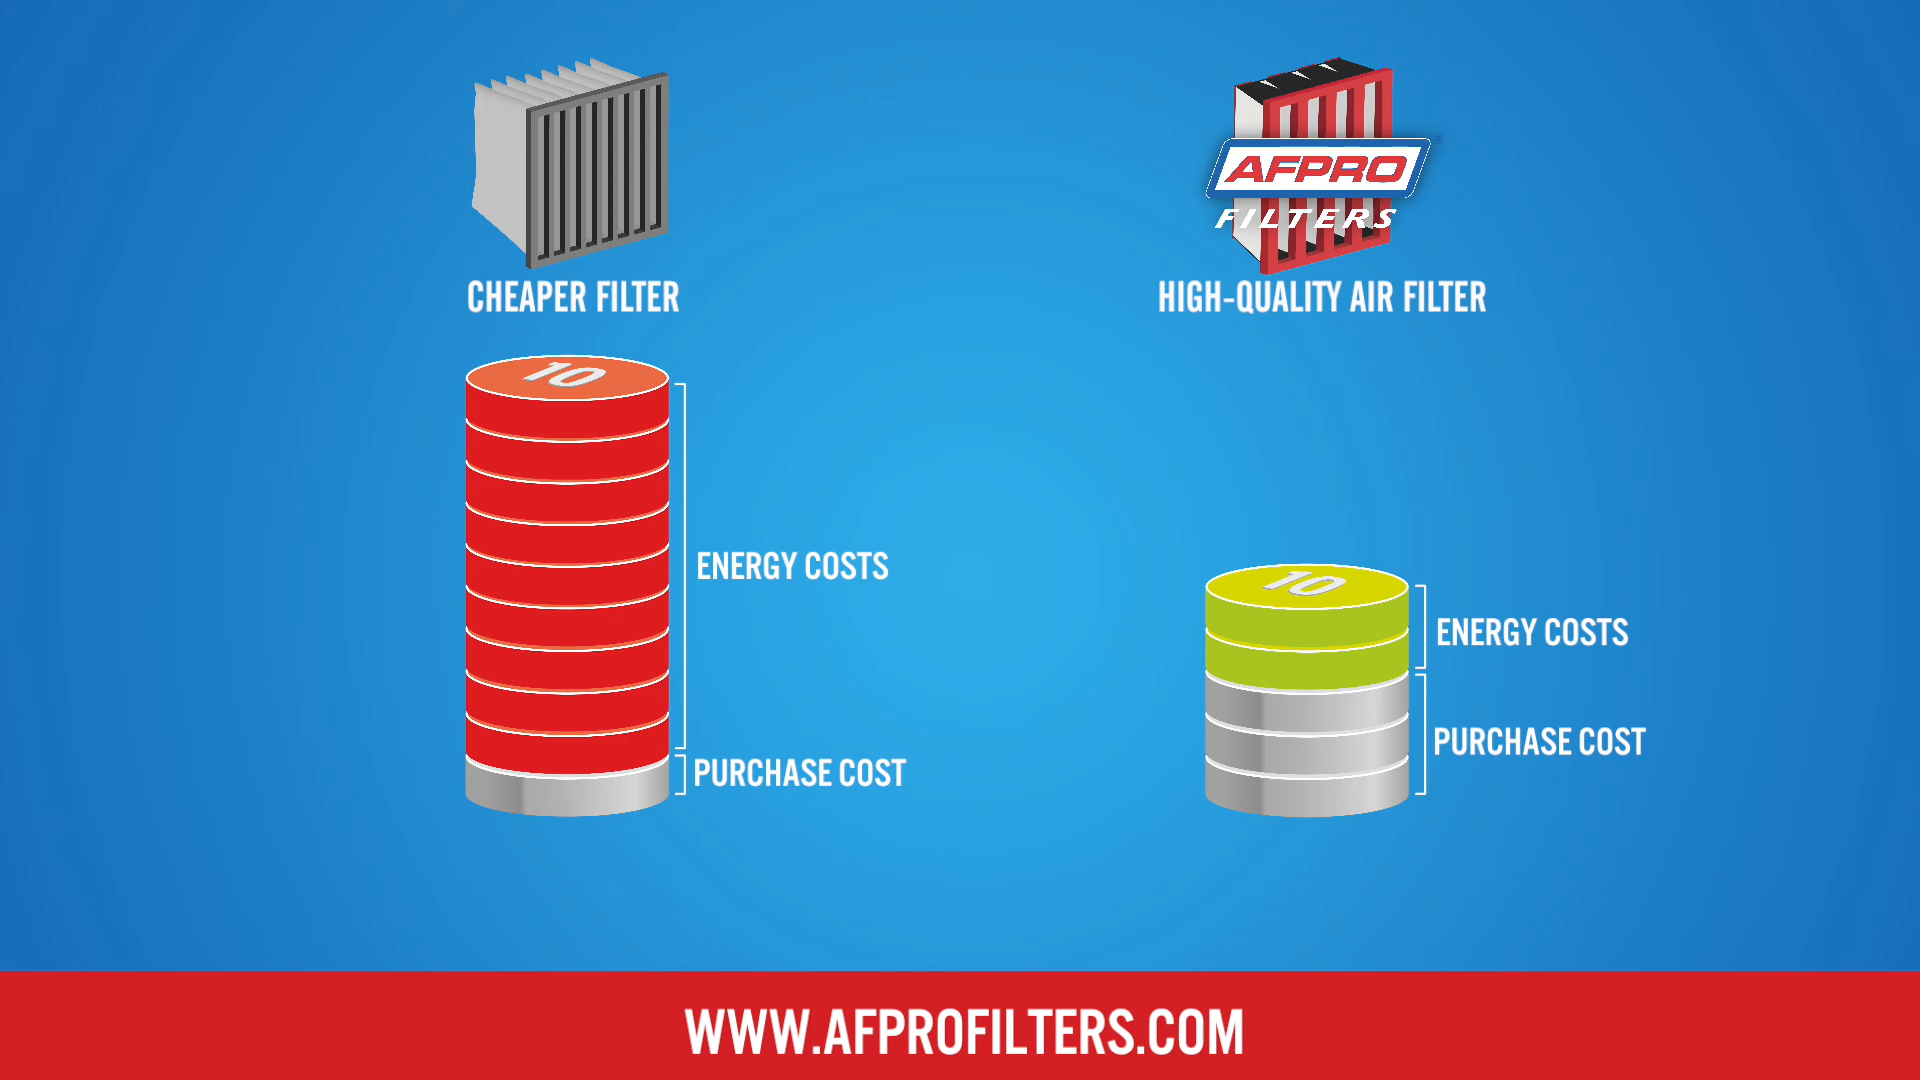 AFPRO
®
FILTERS
CHEAPER FILTER
HIGH-QUALITY AIR FILTER
10
ENERGY COSTS
PURCHASE COST
10
ENERGY COSTS
PURCHASE COST
WWW.AFPROFILTERS.COM